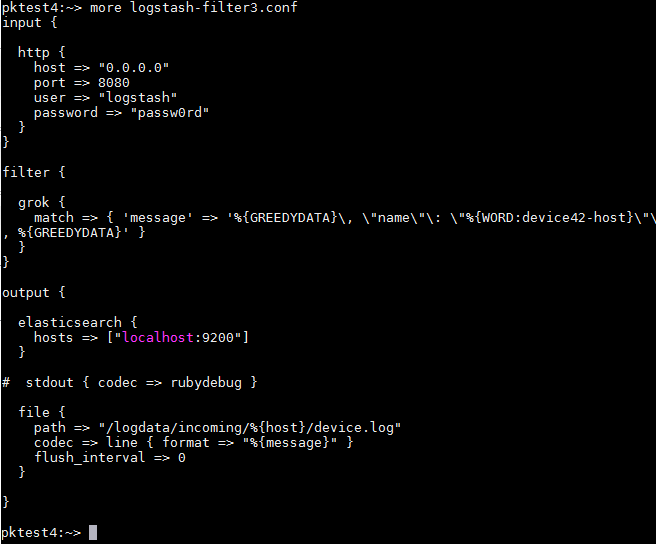 pktest4:~> more logstash-filter3.conf
input {
  http {
    host => "0.0.0.0"
    port => 8080
    user => "logstash"
    password => "passw0rd"
  }
}
filter {
  grok {
    match => { 'message' => '%{GREEDYDATA}\, \"name\"\: \"%{WORD:device42-host}\"\
, %{GREEDYDATA}' }
  }
}
output {
  elasticsearch {
    hosts => ["localhost:9200"]
  }
#  stdout { codec => rubydebug }
  file {
    path => "/logdata/incoming/%{host}/device.log"
    codec => line { format => "%{message}" }
    flush_interval => 0
  }
}
pktest4:~>